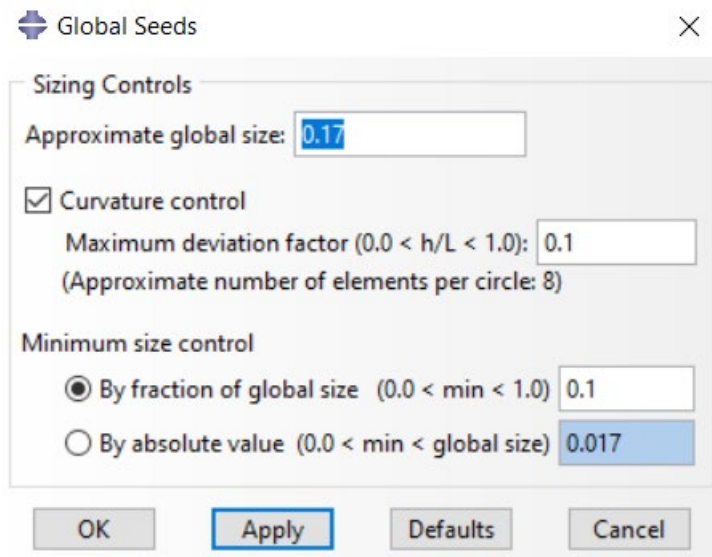 Global Seeds
Sizing Controls
Approximate global size: 0.17
Curvature control
Maximum deviation factor (0.0 < h/L < 1.0): 0.1
(Approximate number of elements per circle: 8)
Minimum size control
By fraction of global size (0.0 < min < 1.0) 0.1
By absolute value (0.0 < min < global size) 0.017
OK Apply Defaults Cancel